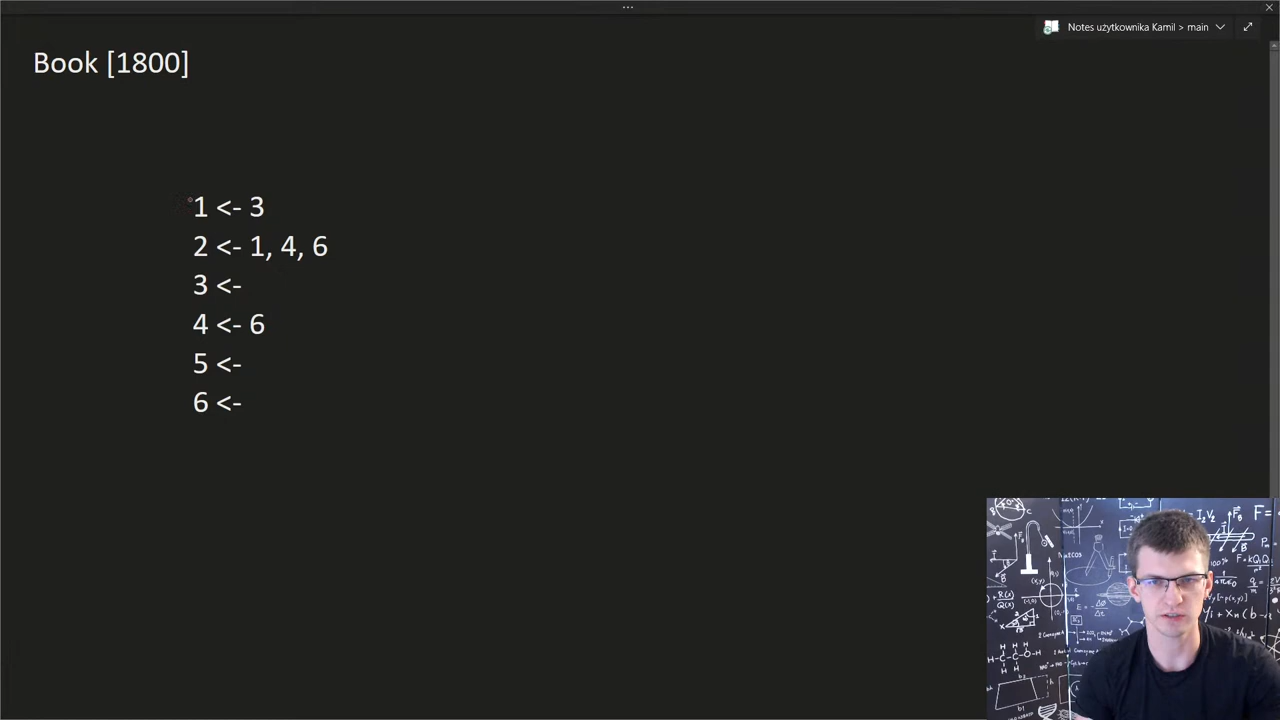 Notes użytkownika Kamil > main
Book [1800]
1 <- 3
2 <- 1, 4, 6
3 <-
4 <- 6
5 <-
6 <-